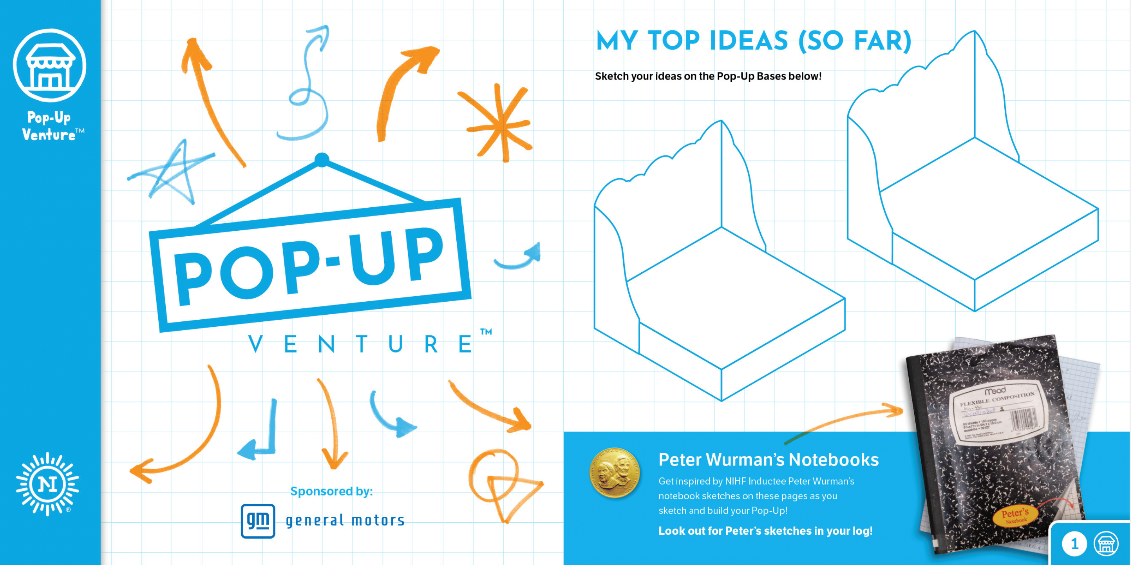 Pop-Up
Venture™
POP-UP
VENTURE™
Sponsored by:
gm general motors
N
®
MY TOP IDEAS (SO FAR)
Sketch your ideas on the Pop-Up Bases below!
Peter Wurman's Notebooks
Get inspired by NIHF Inductee Peter Wurman's
notebook sketches on these pages as you
sketch and build your Pop-Up!
Look out for Peter's sketches in your log!
Mead
FLEXIBLE COMPOSITION
Peter's
Notebook
1